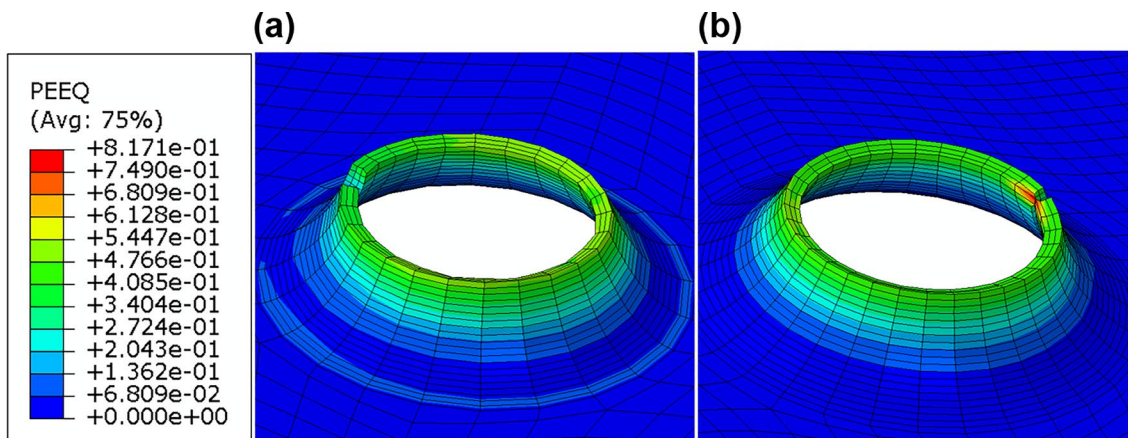 (a)
(b)
PEEQ
(Avg: 75%)
+8.171e-01
+7.490e-01
+6.809e-01
+6.128e-01
+5.447e-01
+4.766e-01
+4.085e-01
+3.404e-01
+2.724e-01
+2.043e-01
+1.362e-01
+6.809e-02
+0.000e+00